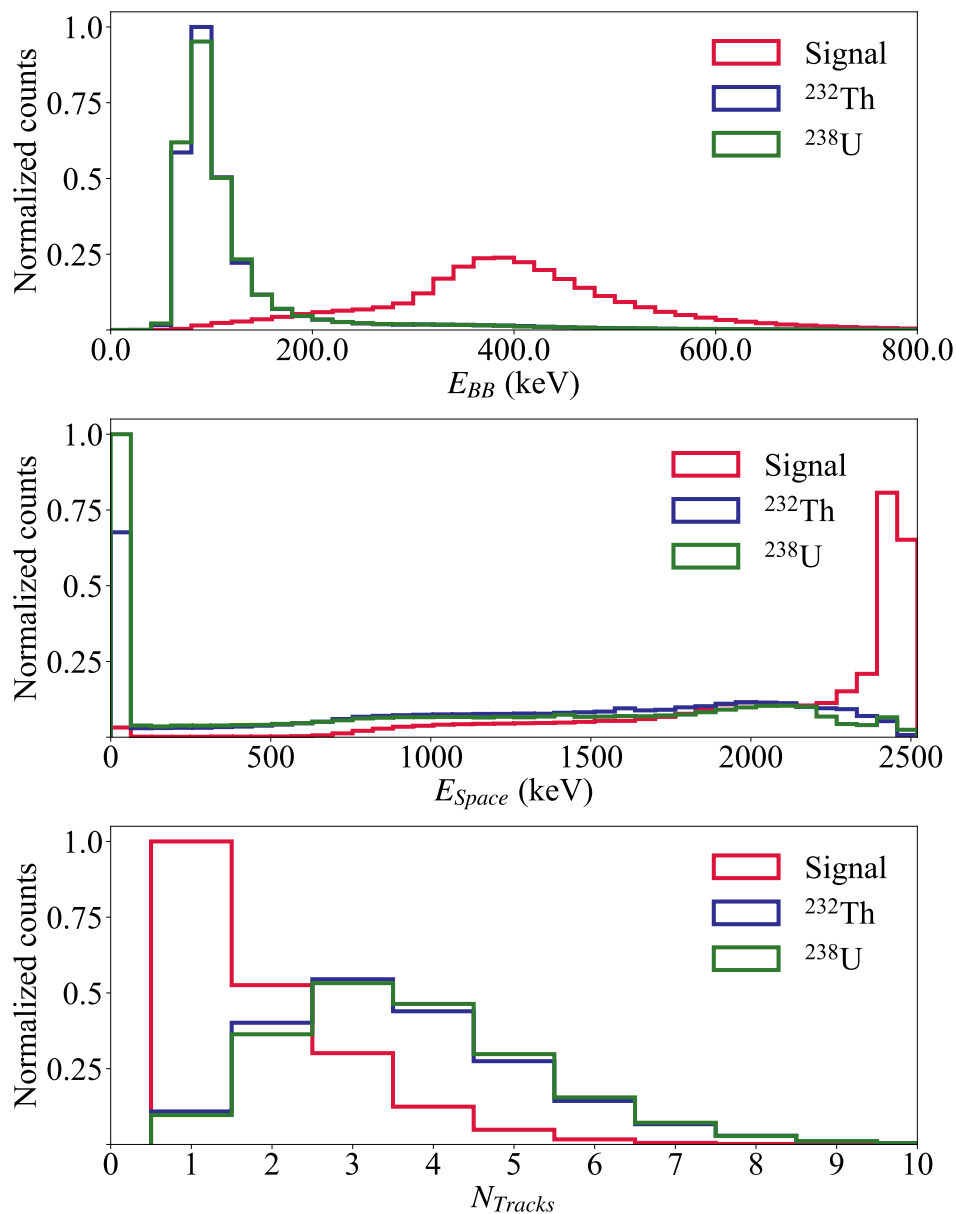 Normalized counts
1.0
0.75
0.5
0.25
Signal
²³²Th
²³⁸U
0.0 200.0 400.0 600.0 800.0
E_BB (keV)
Normalized counts
1.0
0.75
0.5
0.25
Signal
²³²Th
²³⁸U
0 500 1000 1500 2000 2500
E_Space (keV)
Normalized counts
1.0
0.75
0.5
0.25
Signal
²³²Th
²³⁸U
0 1 2 3 4 5 6 7 8 9 10
N_Tracks